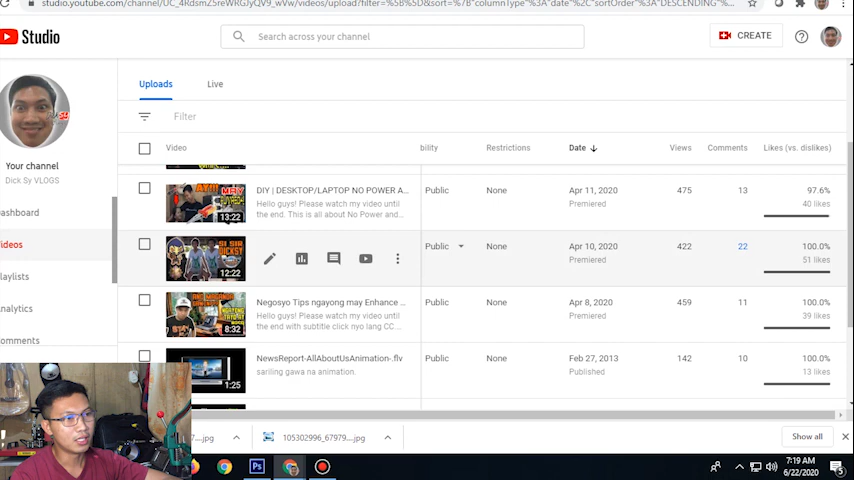 studio.youtube.com/channel/UC_4RdsmZ5reWRGJyQV9_wVw/videos/upload?filter=%5B%5D&sort=%7B"columnType"%3A"date"%2C"sortOrder"%3A"DESCENDING"%...
Studio
Search across your channel
CREATE
Uploads
Live
Your channel
Dick Sy VLOGS
ashboard
ideos
laylists
nalytics
omments
Filter
Video
bility
Restrictions
Date
Views
Comments
Likes (vs. dislikes)
DIY | DESKTOP/LAPTOP NO POWER A...
Hello guys! Please watch my video until
the end. This is all about No Power and
13:22
Public
None
Apr 11, 2020
Premiered
475
13
97.6%
40 likes
SI SIR
DICKSY
12:22
Public
None
Apr 10, 2020
Premiered
422
22
100.0%
51 likes
Negosyo Tips ngayong may Enhance ...
Hello guys! Please watch my video until
the end with subtitle click nyo lang CC ...
8:32
Public
None
Apr 8, 2020
Premiered
459
11
100.0%
39 likes
NewsReport-AllAboutUsAnimation-.flv
sariling gawa na animation.
1:25
Public
None
Feb 27, 2013
Published
142
10
100.0%
13 likes
7....jpg
105302996_67979....jpg
Show all
7:19 AM
6/22/2020